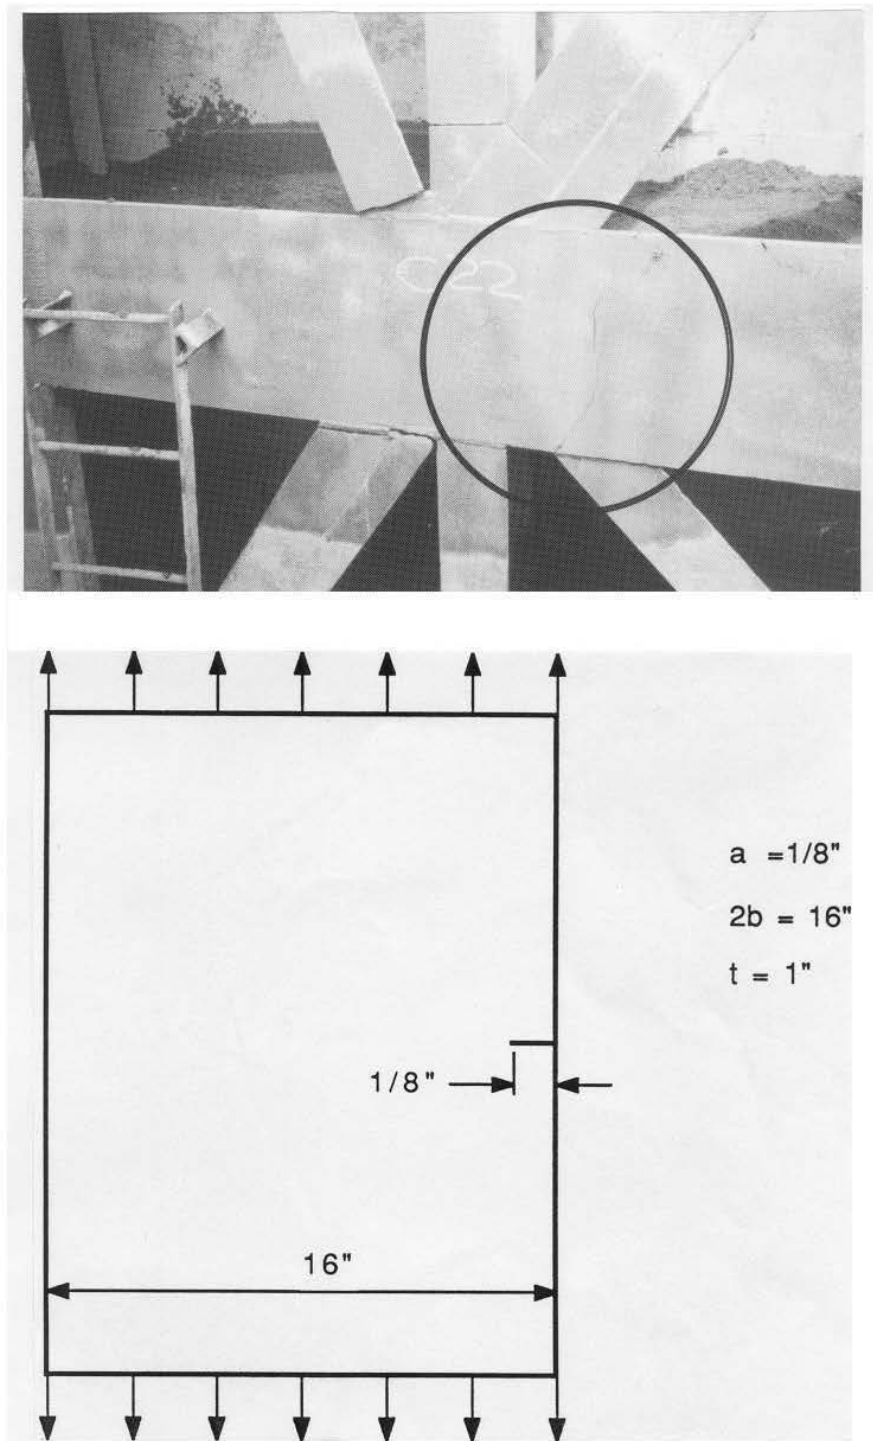 C22
a =1/8"
2b = 16"
t = 1"
1/8"
16"